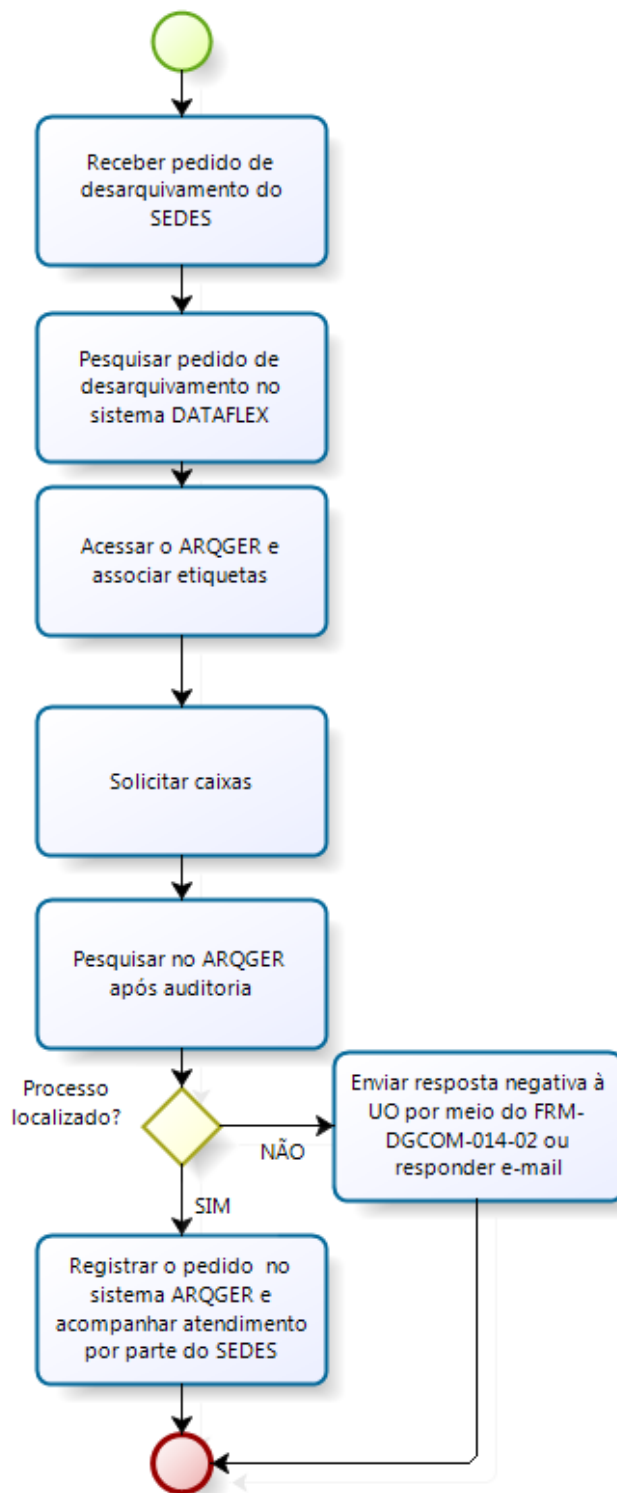 Receber pedido de
desarquivamento do
SEDES
Pesquisar pedido de
desarquivamento no
sistema DATAFLEX
Acessar o ARQGER e
associar etiquetas
Solicitar caixas
Pesquisar no ARQGER
após auditoria
Processo
localizado?
NÃO
Enviar resposta negativa à
UO por meio do FRM-
DGCOM-014-02 ou
responder e-mail
SIM
Registrar o pedido no
sistema ARQGER e
acompanhar atendimento
por parte do SEDES